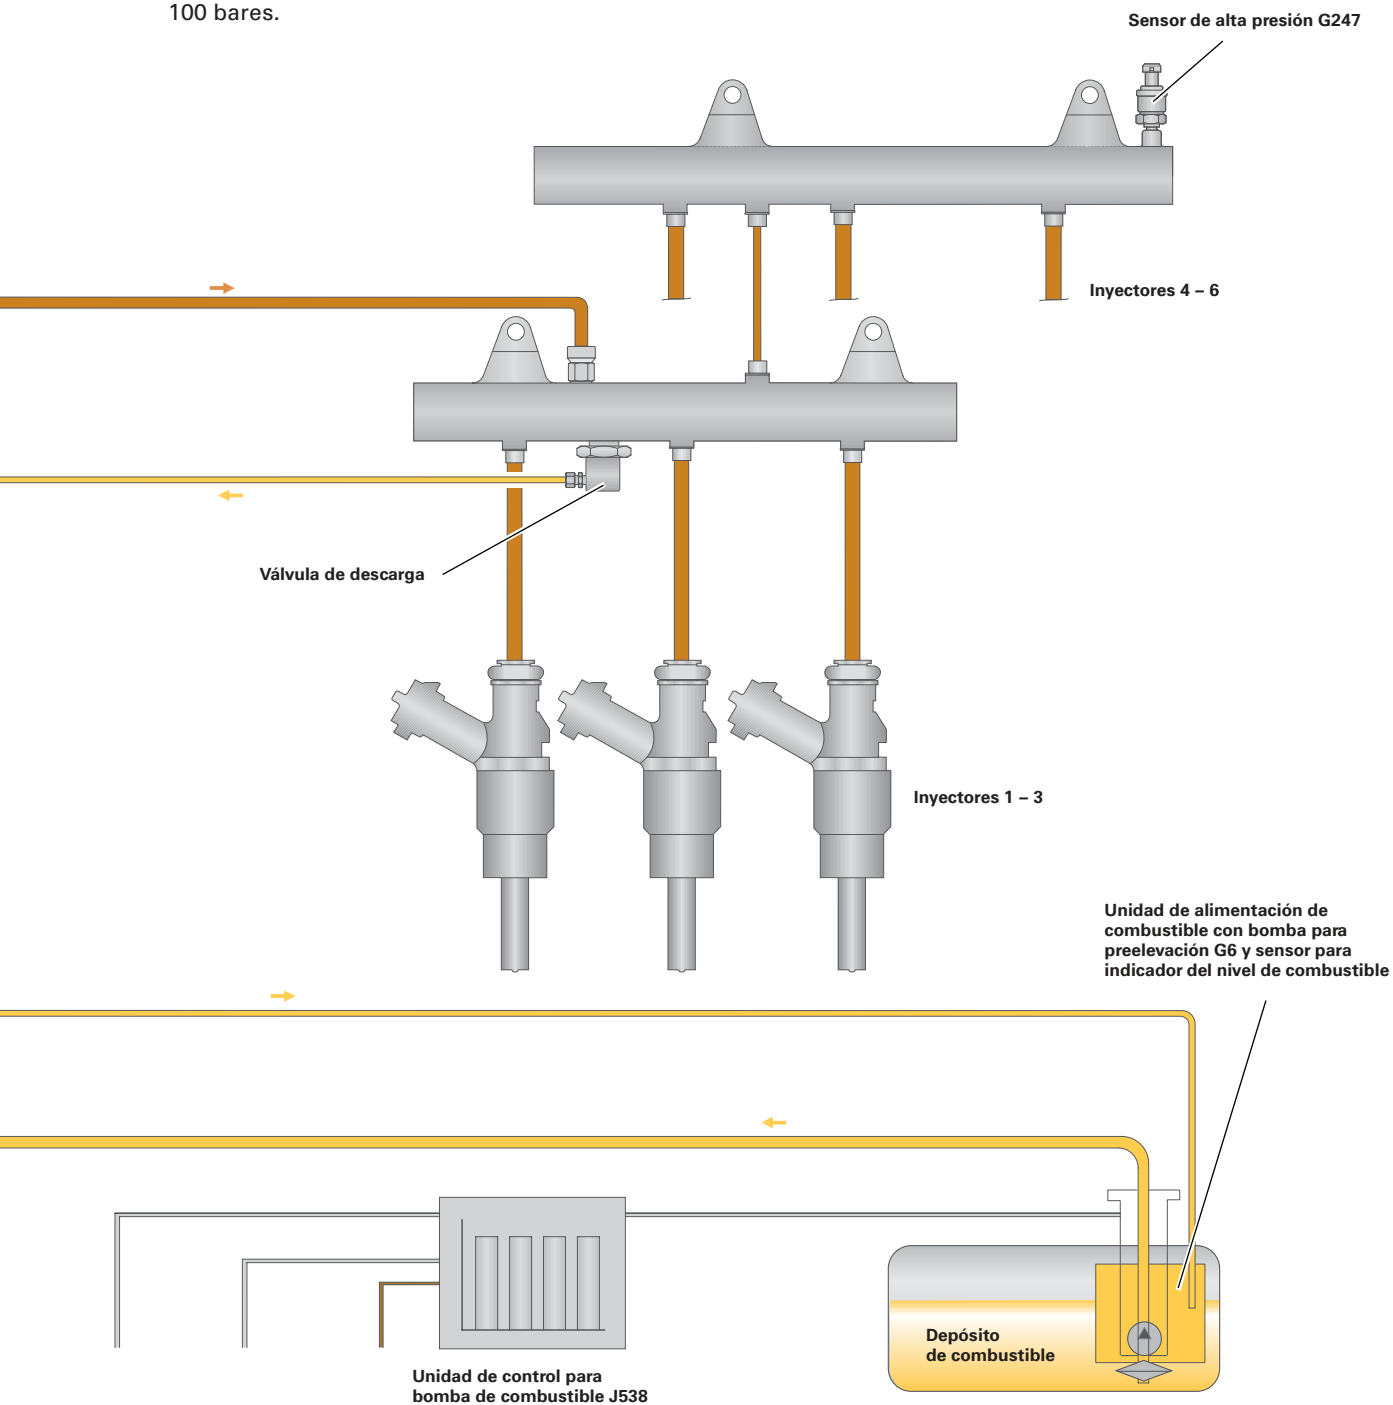 100 bares.
Sensor de alta presión G247
Inyectores 4 – 6
Válvula de descarga
Inyectores 1 – 3
Unidad de alimentación de
combustible con bomba para
preelevación G6 y sensor para
indicador del nivel de combustible
Depósito
de combustible
Unidad de control para
bomba de combustible J538